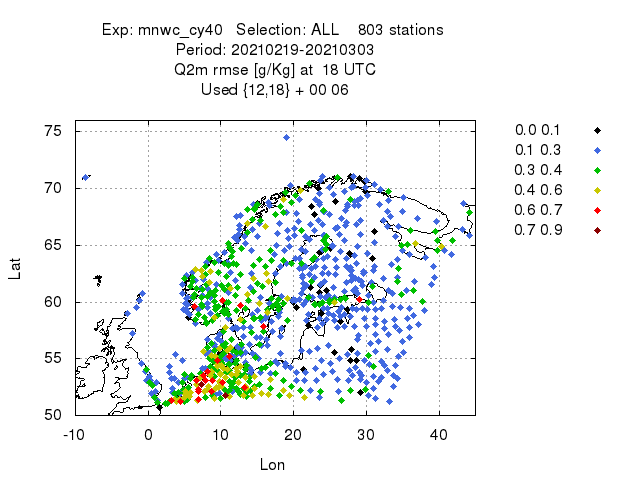 Exp: mnwc_cy40 Selection: ALL 803 stations
Period: 20210219-20210303
Q2m rmse [g/Kg] at 18 UTC
Used {12,18} + 00 06
75
70
65
60
55
50
-10 0 10 20 30 40
Lat
Lon
0.0 0.1
0.1 0.3
0.3 0.4
0.4 0.6
0.6 0.7
0.7 0.9